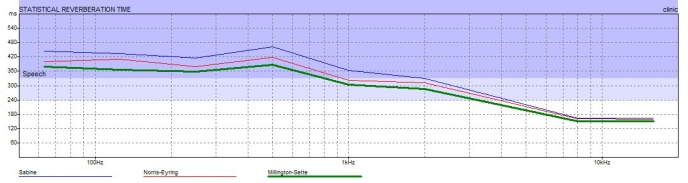 STATISTICAL REVERBERATION TIME clinic
ms
540
480
420
360
Speech
300
240
180
120
60
100Hz 1kHz 10kHz
Sabine Norris-Eyring Millington-Sette